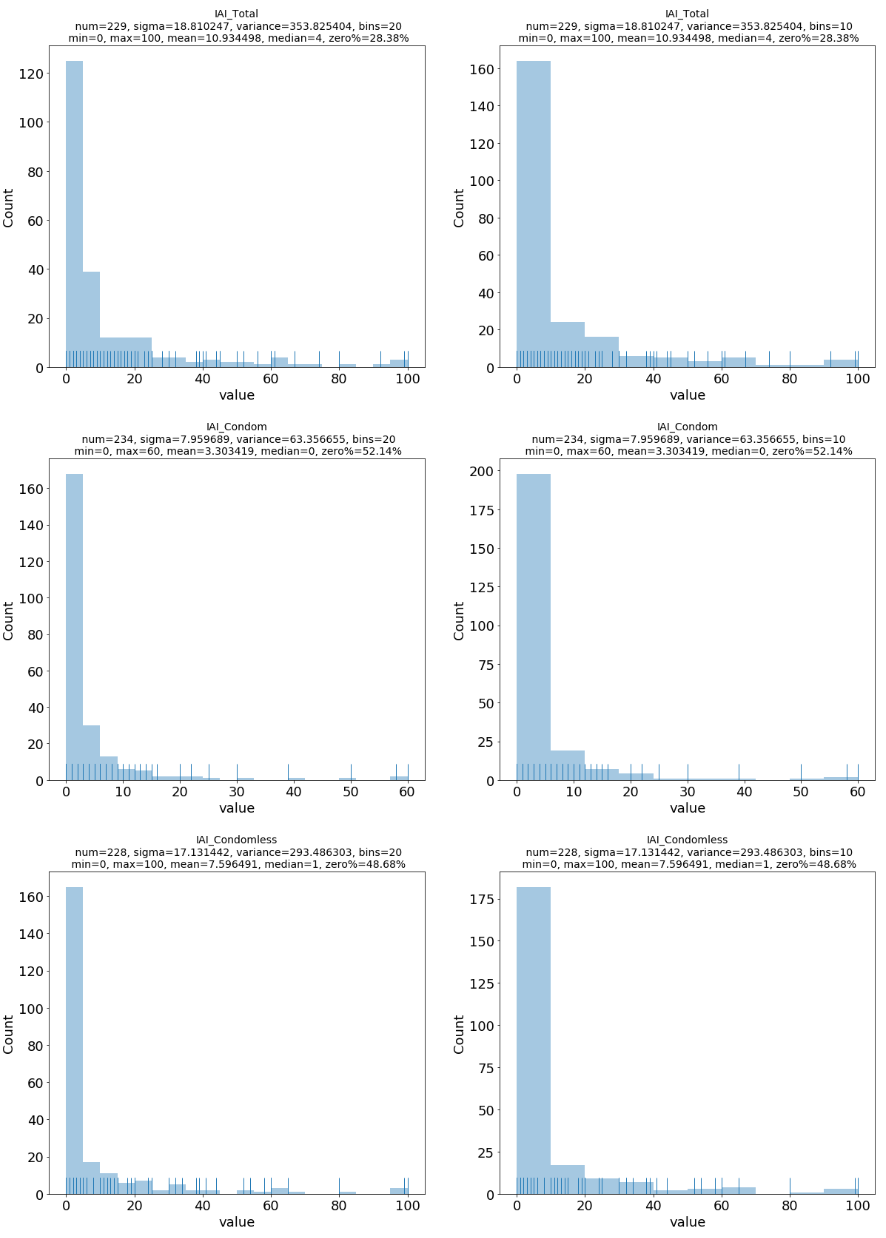 IAI_Total
num=229, sigma=18.810247, variance=353.825404, bins=20
min=0, max=100, mean=10.934498, median=4, zero%=28.38%
120
100
80
60
40
20
0
Count
0 20 40 60 80 100
value
IAI_Total
num=229, sigma=18.810247, variance=353.825404, bins=10
min=0, max=100, mean=10.934498, median=4, zero%=28.38%
160
140
120
100
80
60
40
20
0
Count
0 20 40 60 80 100
value
IAI_Condom
num=234, sigma=7.959689, variance=63.356655, bins=20
min=0, max=60, mean=3.303419, median=0, zero%=52.14%
160
140
120
100
80
60
40
20
0
Count
0 10 20 30 40 50 60
value
IAI_Condom
num=234, sigma=7.959689, variance=63.356655, bins=10
min=0, max=60, mean=3.303419, median=0, zero%=52.14%
200
175
150
125
100
75
50
25
0
Count
0 10 20 30 40 50 60
value
IAI_Condomless
num=228, sigma=17.131442, variance=293.486303, bins=20
min=0, max=100, mean=7.596491, median=1, zero%=48.68%
160
140
120
100
80
60
40
20
0
Count
0 20 40 60 80 100
value
IAI_Condomless
num=228, sigma=17.131442, variance=293.486303, bins=10
min=0, max=100, mean=7.596491, median=1, zero%=48.68%
175
150
125
100
75
50
25
0
Count
0 20 40 60 80 100
value